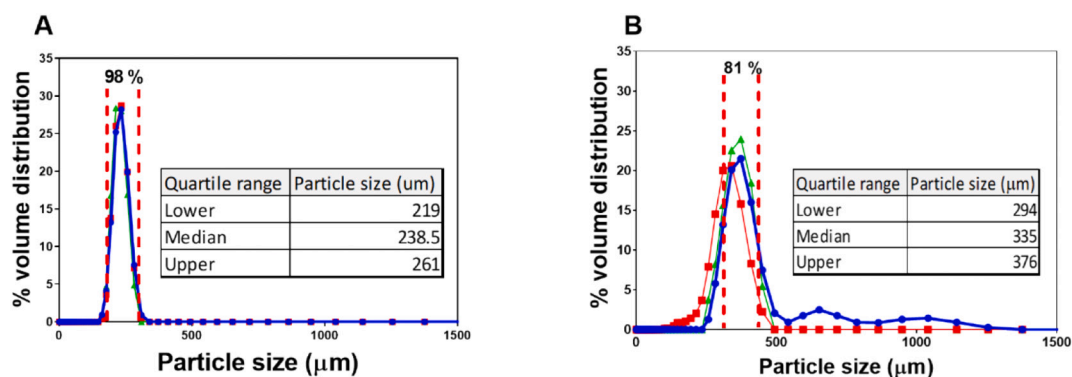 A
% volume distribution
35
30
25
20
15
10
5
0
98 %
Quartile range Particle size (um)
Lower 219
Median 238.5
Upper 261
0 500 1000 1500
Particle size (μm)
B
% volume distribution
35
30
25
20
15
10
5
0
81 %
Quartile range Particle size (μm)
Lower 294
Median 335
Upper 376
0 500 1000 1500
Particle size (μm)